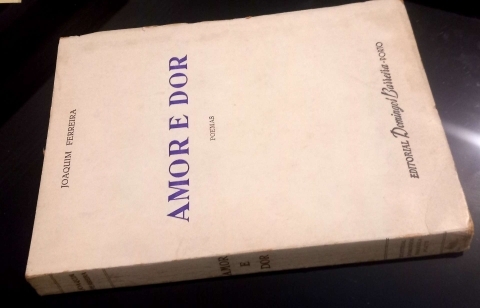 JOAQUIM FERREIRA
AMOR E DOR
POEMAS
EDITORIAL Domingos Barreira - PORTO
AMOR
E
DOR